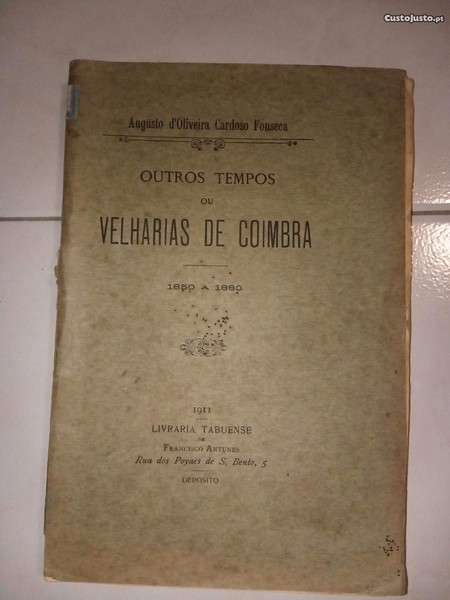 CustoJusto.pt
Augusto d'Oliveira Cardoso Fonseca
OUTROS TEMPOS
OU
VELHARIAS DE COIMBRA
1850 A 1880
1911
LIVRARIA TABUENSE
DE
FRANCISCO ANTUNES
Rua dos Poyaes de S. Bento, 5
DEPOSITO